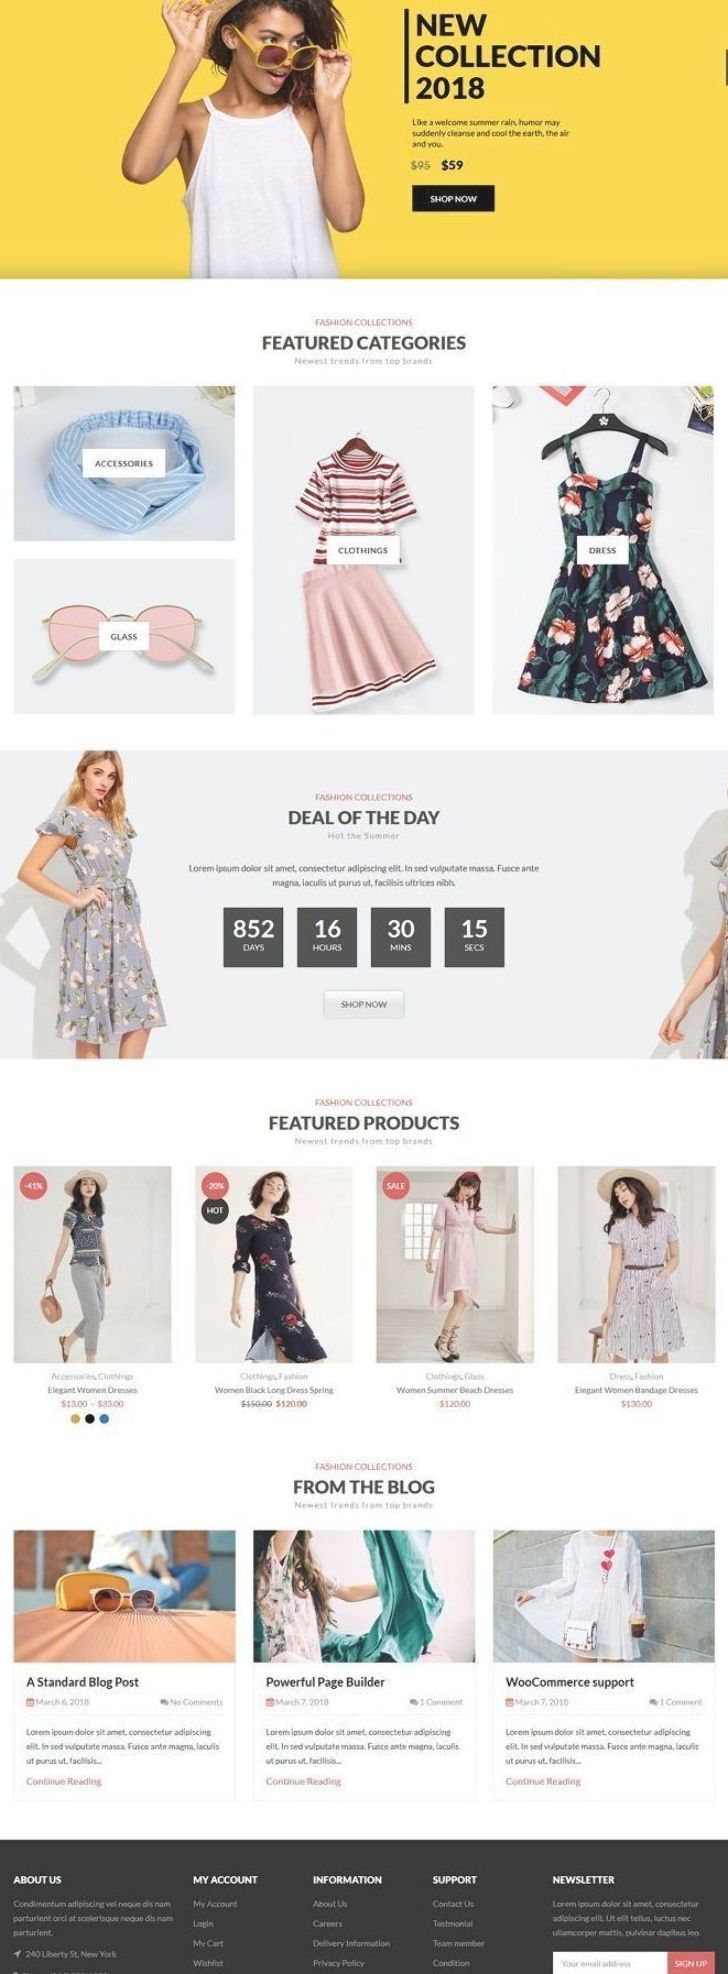 NEW
COLLECTION
2018
Like a welcome summer rain, humor may
suddenly cleanse and cool the earth, the air
and you.
$95 $59
SHOP NOW
FASHION COLLECTIONS
FEATURED CATEGORIES
Newest trends from top brands
ACCESSORIES
CLOTHINGS
DRESS
GLASS
FASHION COLLECTIONS
DEAL OF THE DAY
Hot the Summer
Lorem ipsum dolor sit amet, consectetur adipiscing elit. In sed vulputate massa. Fusce ante
magna, iaculis ut purus ut, facilisis ultrices nibh.
852 16 30 15
DAYS HOURS MINS SECS
SHOP NOW
FASHION COLLECTIONS
FEATURED PRODUCTS
Newest trends from top brands
-41%
-20%
HOT
SALE
Accessories, Clothings
Elegant Women Dresses
$13.00 - $33.00
Clothings, Fashion
Women Black Long Dress Spring
$150.00 $120.00
Clothings, Glass
Women Summer Beach Dresses
$120.00
Dress, Fashion
Elegant Women Bandage Dresses
$130.00
FASHION COLLECTIONS
FROM THE BLOG
Newest trends from top brands
A Standard Blog Post
March 6, 2018 No Comments
Lorem ipsum dolor sit amet, consectetur adipiscing
elit. In sed vulputate massa. Fusce ante magna, iaculis
ut purus ut, facilisis...
Continue Reading
Powerful Page Builder
March 7, 2018 1 Comment
Lorem ipsum dolor sit amet, consectetur adipiscing
elit. In sed vulputate massa. Fusce ante magna, iaculis
ut purus ut, facilisis...
Continue Reading
WooCommerce support
March 7, 2018 1 Comment
Lorem ipsum dolor sit amet, consectetur adipiscing
elit. In sed vulputate massa. Fusce ante magna, iaculis
ut purus ut, facilisis...
Continue Reading
ABOUT US
Condimentum adipiscing vel neque dis nam
parturient orci at scelerisque neque dis nam
parturient.
240 Liberty St, New York
MY ACCOUNT
My Account
Login
My Cart
Wishlist
INFORMATION
About Us
Careers
Delivery Information
Privacy Policy
SUPPORT
Contact Us
Testmonial
Team member
Condition
NEWSLETTER
Lorem ipsum dolor sit amet, consectetur
adipiscing elit. Ut elit tellus, luctus nec
ullamcorper mattis, pulvinar dapibus leo.
Your email address SIGN UP